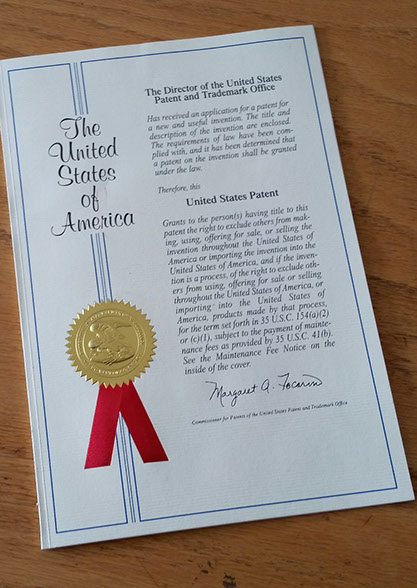 The
United
States
of
America
The Director of the United States
Patent and Trademark Office
Has received an application for a patent for
a new and useful invention. The title and
description of the invention are enclosed.
The requirements of law have been com-
plied with, and it has been determined that
a patent on the invention shall be granted
under the law.
Therefore, this
United States Patent
Grants to the person(s) having title to this
patent the right to exclude others from mak-
ing, using, offering for sale, or selling the
invention throughout the United States of
America or importing the invention into the
United States of America, and if the inven-
tion is a process, of the right to exclude oth-
ers from using, offering for sale or selling
throughout the United States of America, or
importing into the United States of
America, products made by that process,
for the term set forth in 35 U.S.C. 154(a)(2)
or (c)(1), subject to the payment of mainte-
nance fees as provided by 35 U.S.C. 41(b).
See the Maintenance Fee Notice on the
inside of the cover.
Margaret A. Focarino
Commissioner for Patents of the United States Patent and Trademark Office